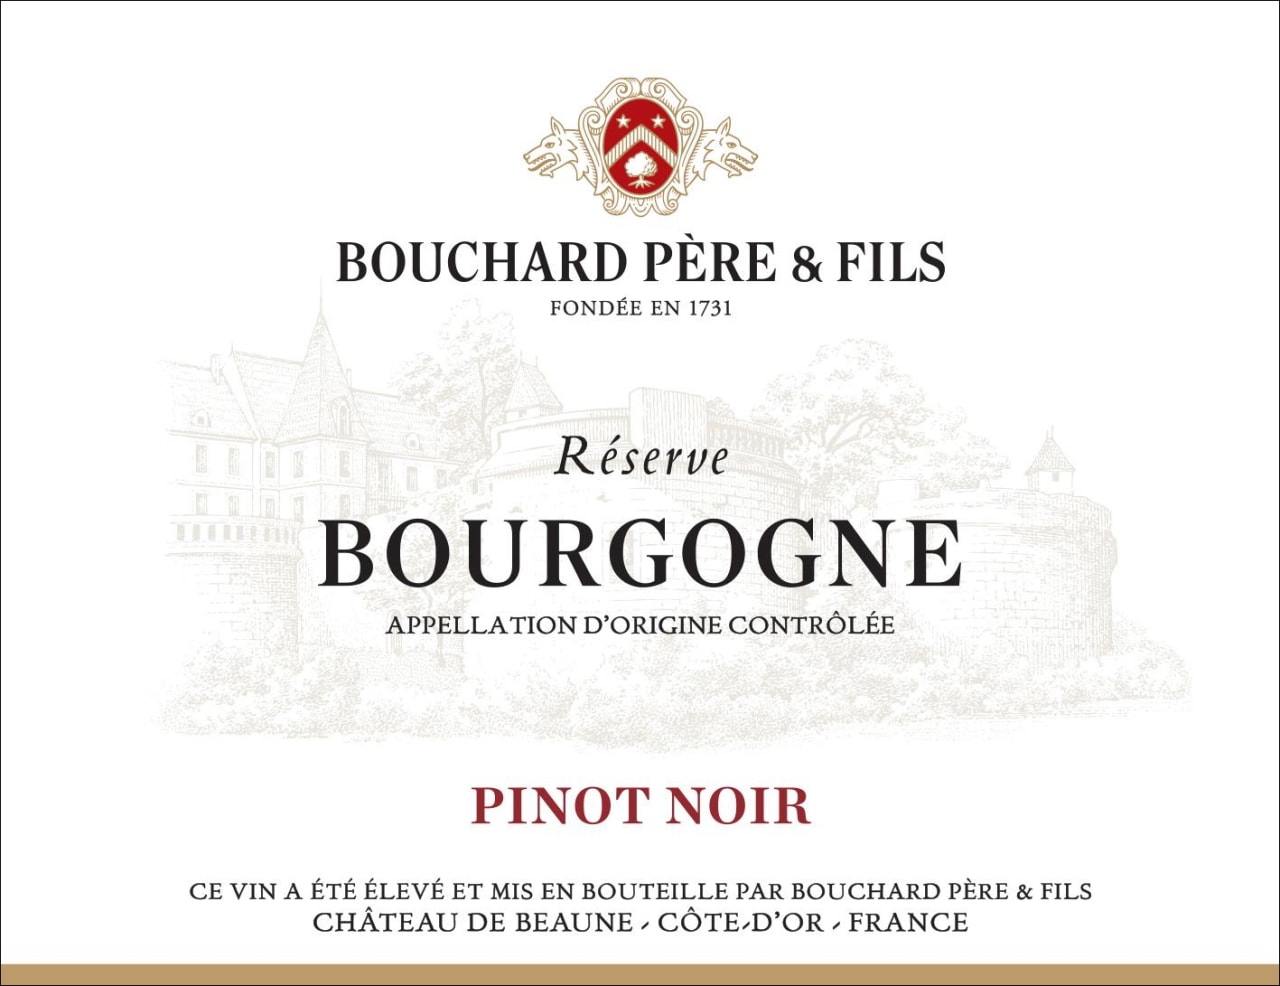 BOUCHARD PÈRE & FILS
FONDÉE EN 1731
Réserve
BOURGOGNE
APPELLATION D'ORIGINE CONTRÔLÉE
PINOT NOIR
CE VIN A ÉTÉ ÉLEVÉ ET MIS EN BOUTEILLE PAR BOUCHARD PÈRE & FILS
CHÂTEAU DE BEAUNE - CÔTE-D'OR - FRANCE